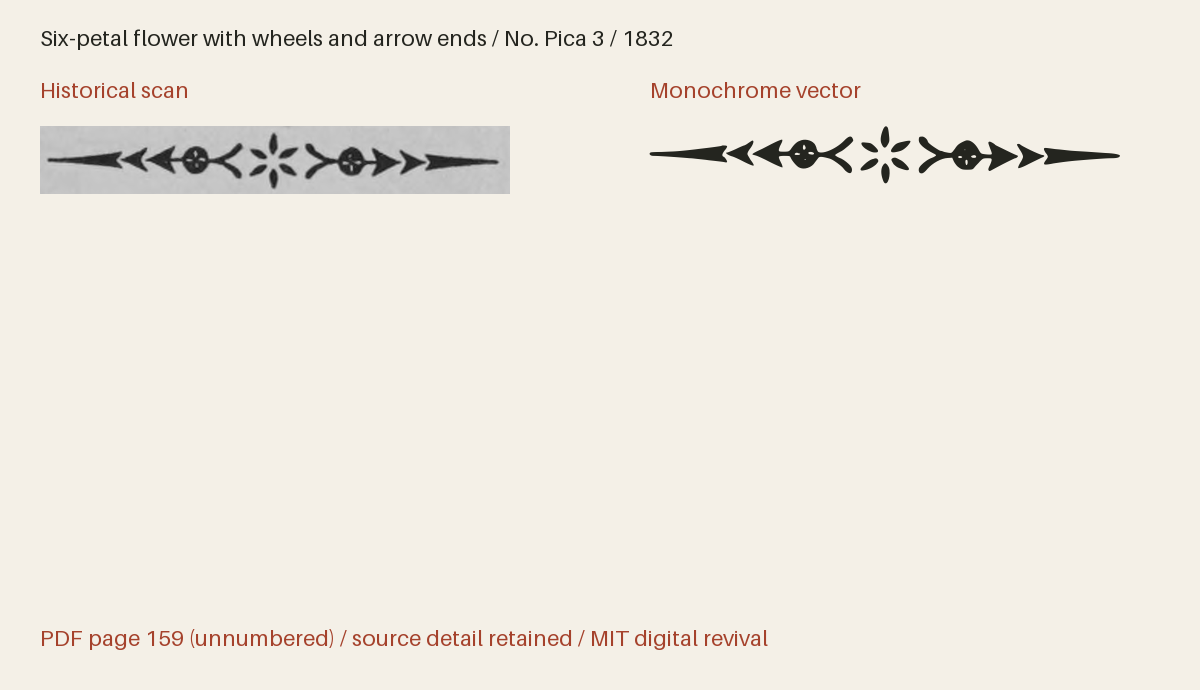 Six-petal flower with wheels and arrow ends / No. Pica 3 / 1832
Historical scan
Monochrome vector
PDF page 159 (unnumbered) / source detail retained / MIT digital revival